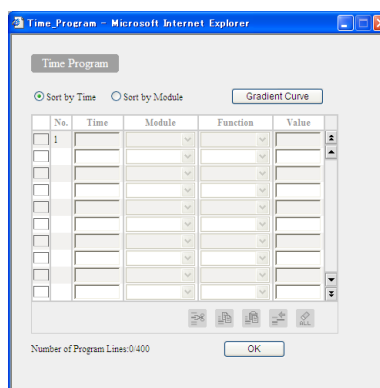 Time_Program - Microsoft Internet Explorer
Time Program
Sort by Time Sort by Module Gradient Curve
No. Time Module Function Value
1
ALL
Number of Program Lines:0/400 OK